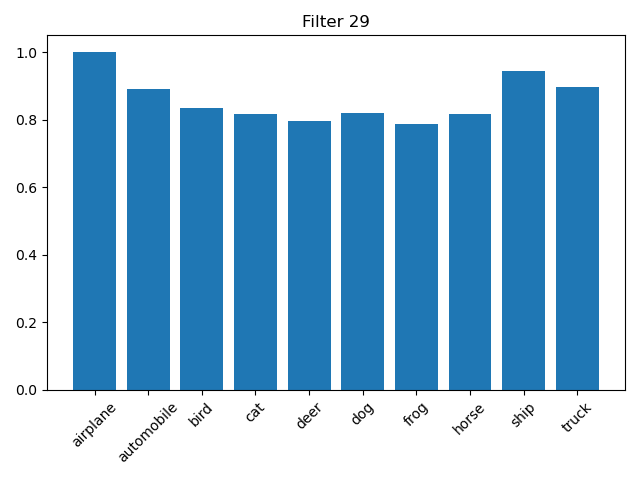 Filter 29
1.0
0.8
0.6
0.4
0.2
0.0
airplane
automobile
bird
cat
deer
dog
frog
horse
ship
truck